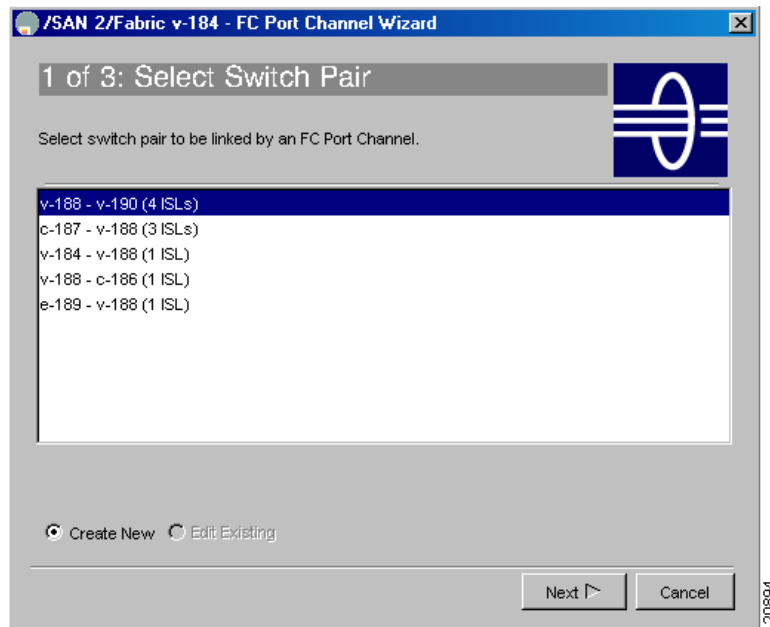 /SAN 2/Fabric v-184 - FC Port Channel Wizard
1 of 3: Select Switch Pair
Select switch pair to be linked by an FC Port Channel.
v-188 - v-190 (4 ISLs)
c-187 - v-188 (3 ISLs)
v-184 - v-188 (1 ISL)
v-188 - c-186 (1 ISL)
e-189 - v-188 (1 ISL)
Create New Edit Existing
Next Cancel